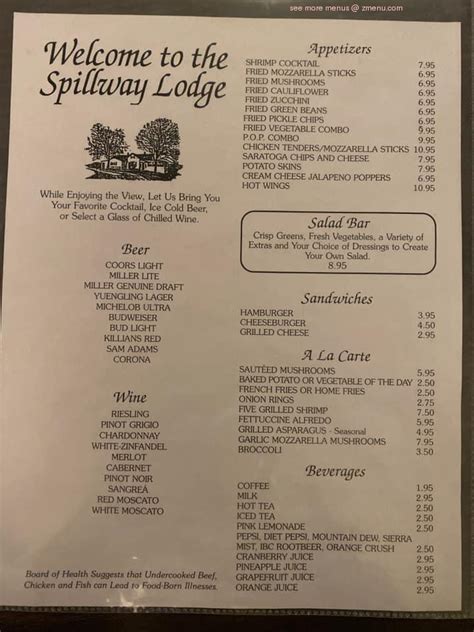 see more menus @ zmenu.com
Welcome to the
Spillway Lodge
While Enjoying the View, Let Us Bring You
Your Favorite Cocktail, Ice Cold Beer,
or Select a Glass of Chilled Wine.
Beer
COORS LIGHT
MILLER LITE
MILLER GENUINE DRAFT
YUENGLING LAGER
MICHELOB ULTRA
BUDWEISER
BUD LIGHT
KILLIANS RED
SAM ADAMS
CORONA
Wine
RIESLING
PINOT GRIGIO
CHARDONNAY
WHITE-ZINFANDEL
MERLOT
CABERNET
PINOT NOIR
SANGREÁ
RED MOSCATO
WHITE MOSCATO
Board of Health Suggests that Undercooked Beef,
Chicken and Fish can Lead to Food-Born Illnesses.
Appetizers
SHRIMP COCKTAIL 7.95
FRIED MOZZARELLA STICKS 6.95
FRIED MUSHROOMS 6.95
FRIED CAULIFLOWER 6.95
FRIED ZUCCHINI 6.95
FRIED GREEN BEANS 6.95
FRIED PICKLE CHIPS 6.95
FRIED VEGETABLE COMBO 9.95
P.O.P. COMBO 9.95
CHICKEN TENDERS/MOZZARELLA STICKS 10.95
SARATOGA CHIPS AND CHEESE 7.95
POTATO SKINS 7.95
CREAM CHEESE JALAPENO POPPERS 6.95
HOT WINGS 6.95
Salad Bar
Crisp Greens, Fresh Vegetables, a Variety of
Extras and Your Choice of Dressings to Create
Your Own Salad.
8.95
Sandwiches
HAMBURGER 3.95
CHEESEBURGER 4.50
GRILLED CHEESE 2.95
A La Carte
SAUTÉED MUSHROOMS 5.95
BAKED POTATO OR VEGETABLE OF THE DAY 2.50
FRENCH FRIES OR HOME FRIES 2.50
ONION RINGS 2.75
FIVE GRILLED SHRIMP 7.50
FETTUCCINE ALFREDO 5.95
GRILLED ASPARAGUS - Seasonal 4.95
GARLIC MOZZARELLA MUSHROOMS 7.95
BROCCOLI 3.50
Beverages
COFFEE 1.95
MILK 2.95
HOT TEA 2.50
ICED TEA 2.50
PINK LEMONADE 2.50
PEPSI, DIET PEPSI, MOUNTAIN DEW, SIERRA
MIST, IBC ROOTBEER, ORANGE CRUSH 2.50
CRANBERRY JUICE 2.95
PINEAPPLE JUICE 2.95
GRAPEFRUIT JUICE 2.95
ORANGE JUICE 2.95